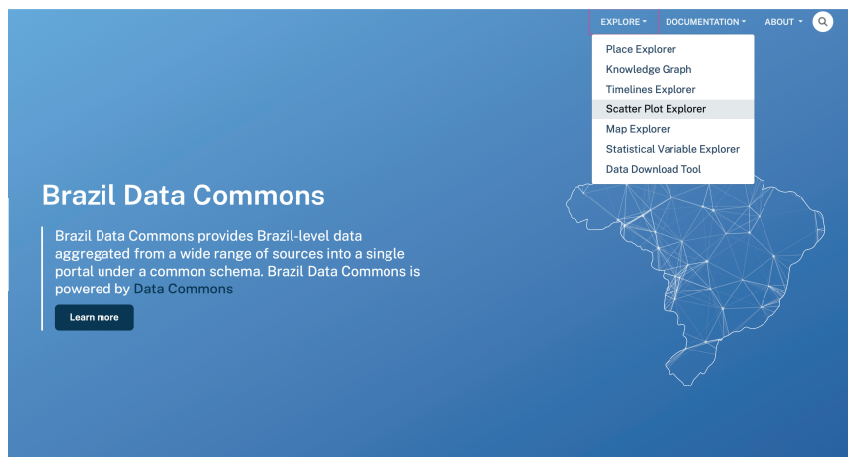 EXPLORE DOCUMENTATION ABOUT
Place Explorer
Knowledge Graph
Timelines Explorer
Scatter Plot Explorer
Map Explorer
Statistical Variable Explorer
Data Download Tool
Brazil Data Commons
Brazil Data Commons provides Brazil-level data
aggregated from a wide range of sources into a single
portal under a common schema. Brazil Data Commons is
powered by Data Commons
Learn more